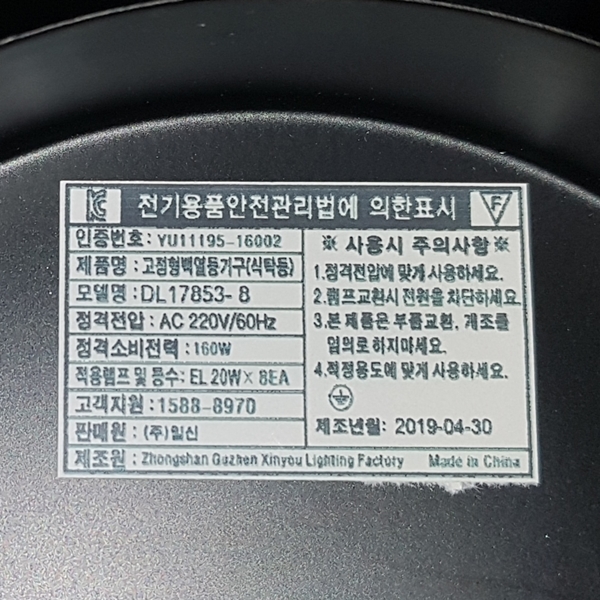 전기용품안전관리법에 의한표시
인증번호: YU11195-16002
제품명: 고정형백열등기구(식탁등)
모델명: DL17853-8
정격전압: AC 220V/60Hz
정격소비전력: 160W
적용램프 및 등수: EL 20W× 8EA
고객지원: 1588-8970
판매원: (주)일신
※ 사용시 주의사항 ※
1.정격전압에 맞게 사용하세요.
2.램프교환시 전원을 차단하세요.
3.본 제품은 부품교환, 개조를
임의로 하지마세요.
4.적정용도에 맞게 사용하세요.
제조년월: 2019-04-30
제조원: Zhongshan Guzhen Xinyou Lighting Factory Made in China